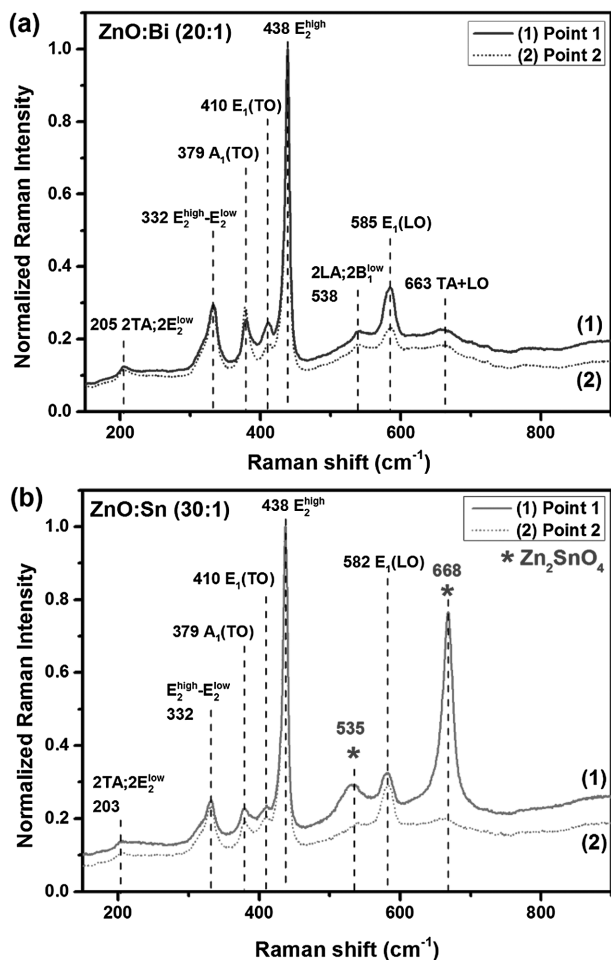 (a)
ZnO:Bi (20:1)
438 E₂ʰⁱᵍʰ
(1) Point 1
(2) Point 2
410 E₁(TO)
379 A₁(TO)
332 E₂ʰⁱᵍʰ-E₂ˡᵒʷ
205 2TA;2E₂ˡᵒʷ
2LA;2B₁ˡᵒʷ
538
585 E₁(LO)
663 TA+LO
(1)
(2)
Normalized Raman Intensity
1.0
0.8
0.6
0.4
0.2
0.0
200 400 600 800
Raman shift (cm⁻¹)
(b)
ZnO:Sn (30:1)
438 E₂ʰⁱᵍʰ
(1) Point 1
(2) Point 2
* Zn₂SnO₄
410 E₁(TO)
379 A₁(TO)
E₂ʰⁱᵍʰ-E₂ˡᵒʷ
332
2TA;2E₂ˡᵒʷ
203
535
*
582 E₁(LO)
668
*
(1)
(2)
Normalized Raman Intensity
1.0
0.8
0.6
0.4
0.2
0.0
200 400 600 800
Raman shift (cm⁻¹)